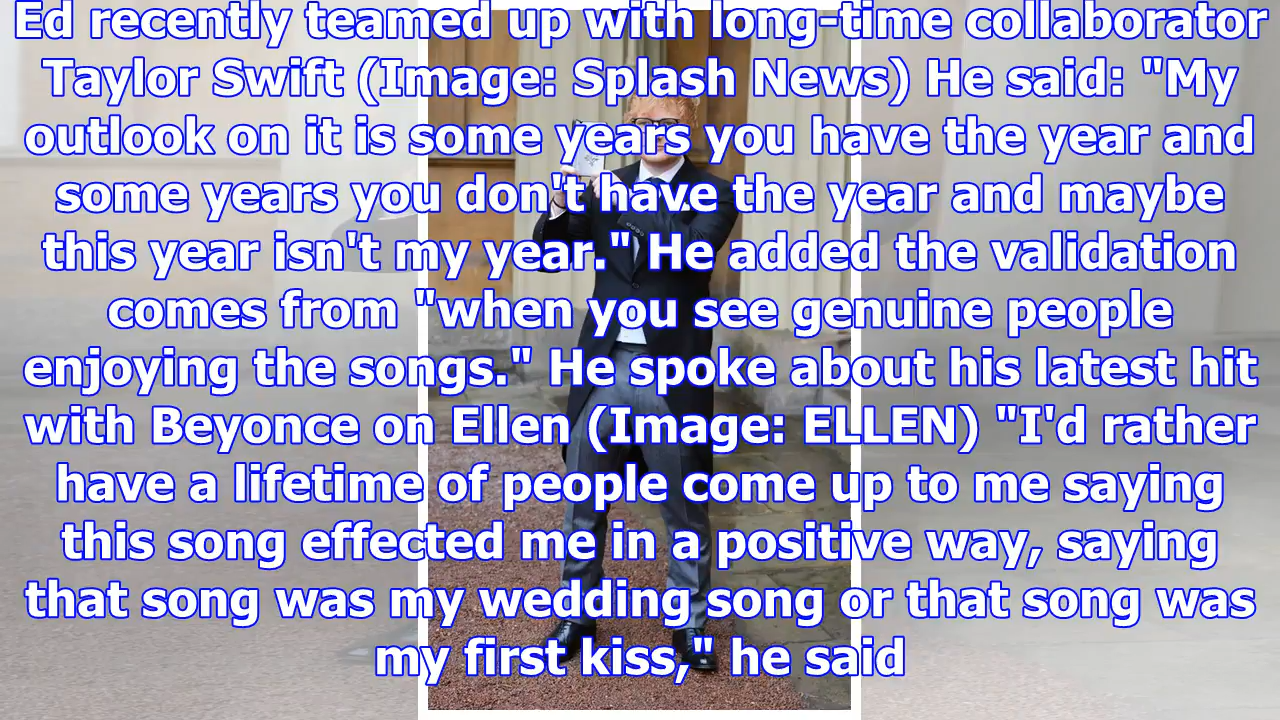 Ed recently teamed up with long-time collaborator
Taylor Swift (Image: Splash News) He said: "My
outlook on it is some years you have the year and
some years you don't have the year and maybe
this year isn't my year." He added the validation
comes from "when you see genuine people
enjoying the songs." He spoke about his latest hit
with Beyonce on Ellen (Image: ELLEN) "I'd rather
have a lifetime of people come up to me saying
this song effected me in a positive way, saying
that song was my wedding song or that song was
my first kiss," he said